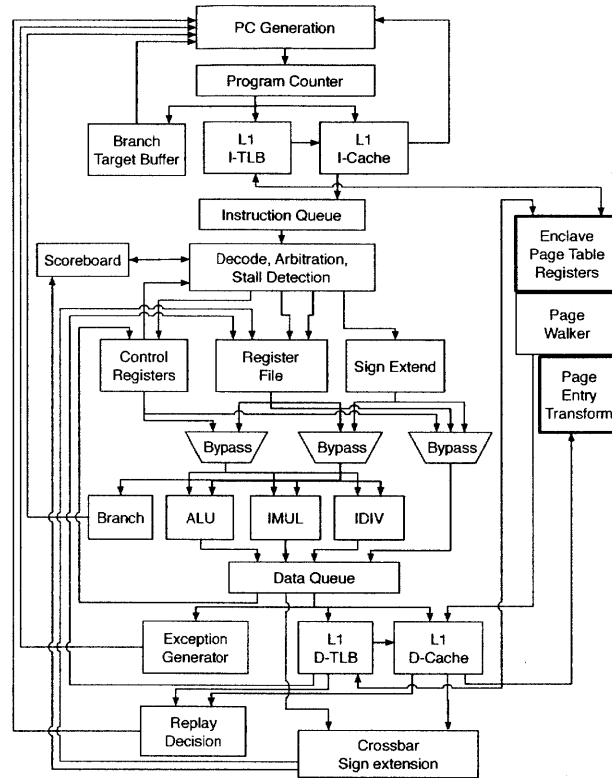 PC Generation
Program Counter
Branch
Target Buffer
L1
I-TLB
L1
I-Cache
Instruction Queue
Enclave
Page Table
Registers
Scoreboard
Decode, Arbitration,
Stall Detection
Page
Walker
Control
Registers
Register
File
Sign Extend
Page
Entry
Transform
Bypass
Bypass
Bypass
Branch
ALU
IMUL
IDIV
Data Queue
Exception
Generator
L1
D-TLB
L1
D-Cache
Replay
Decision
Crossbar
Sign extension